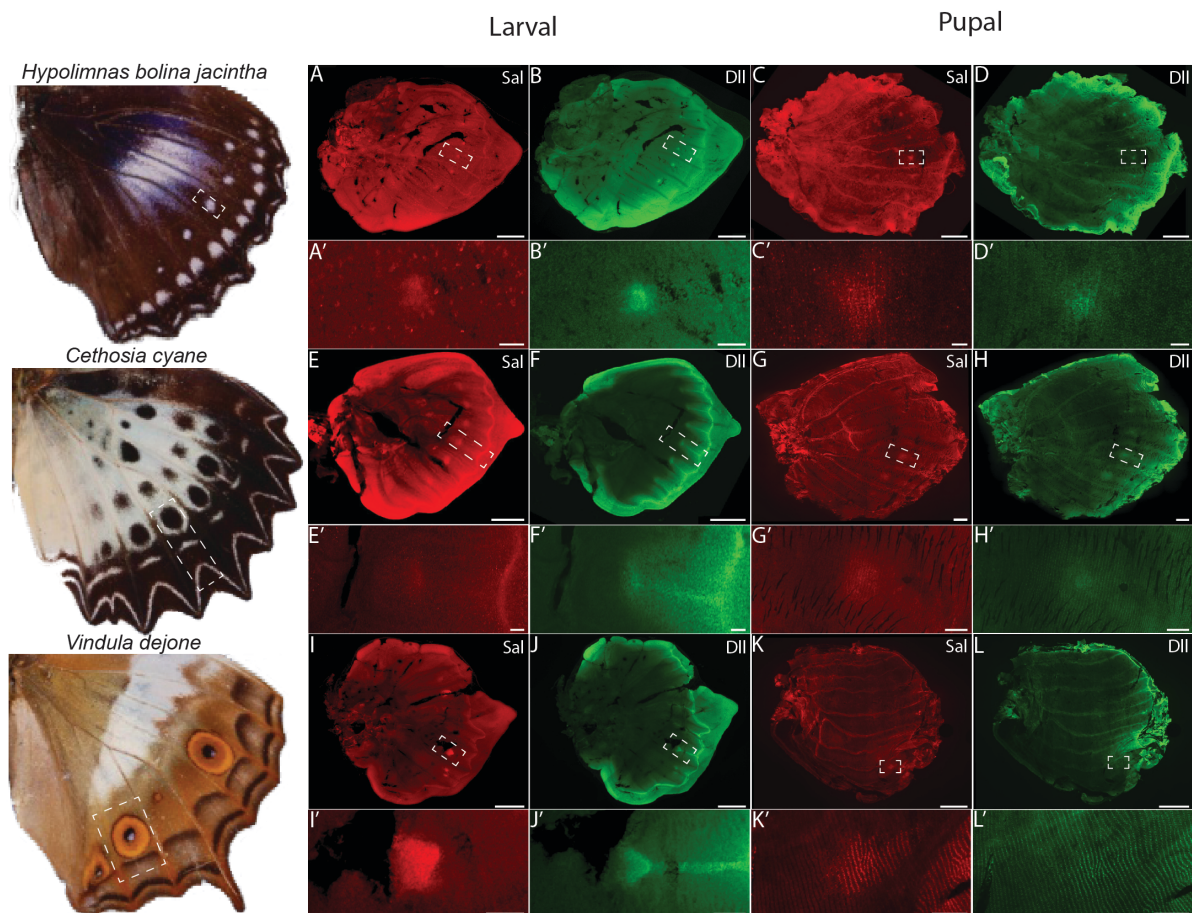 Larval
Pupal
Hypolimnas bolina jacintha
A Sal B Dll C Sal D Dll
A′ B′ C′ D′
Cethosia cyane
E Sal F Dll G Sal H Dll
E′ F′ G′ H′
Vindula dejone
I Sal J Dll K Sal L Dll
I′ J′ K′ L′